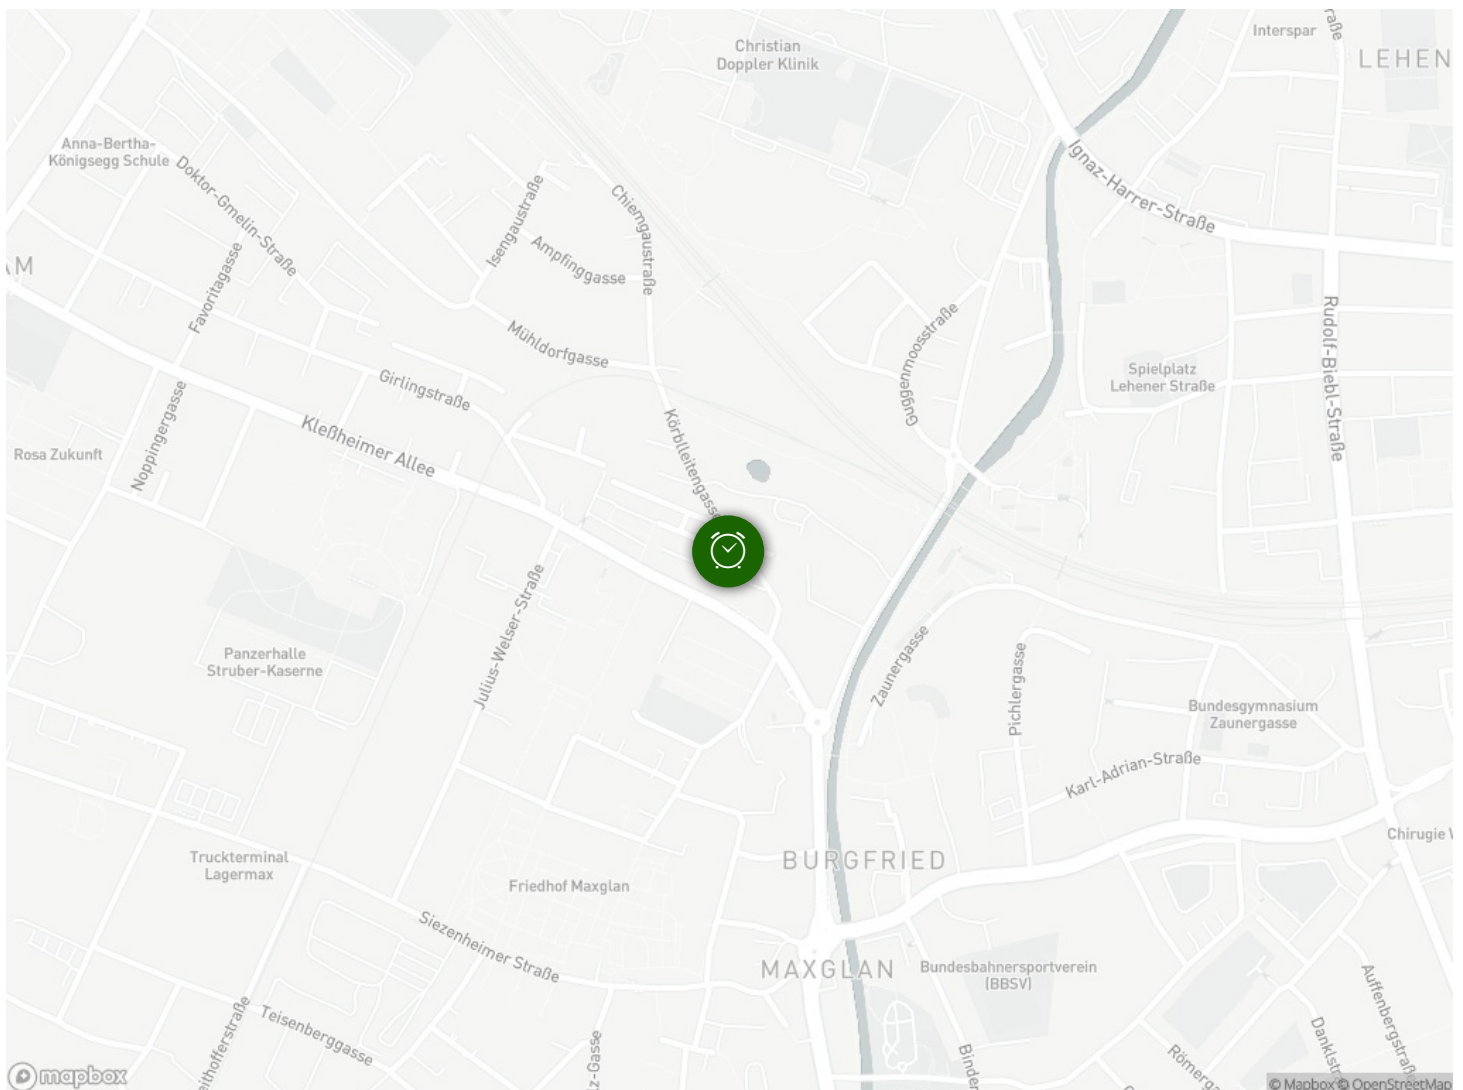 Christian
Doppler Klinik
Interspar
LEHEN
Anna-Bertha-
Königsegg Schule
Doktor-Gmelin-Straße
Isengaustraße
Chiemgaustraße
Ampfinggasse
Ignaz-Harrer-Straße
Favoritagasse
Mühldorfgasse
Guggenmoosstraße
Rudolf-Biebl-Straße
Spielplatz
Lehener Straße
Girlingstraße
Kleßheimer Allee
Noppingergasse
Rosa Zukunft
Körblleitengasse
Julius-Welser-Straße
Panzerhalle
Struber-Kaserne
Zaunergasse
Pichlergasse
Bundesgymnasium
Zaunergasse
Karl-Adrian-Straße
Chirugie
BURGFRIED
Truckterminal
Lagermax
Friedhof Maxglan
Siezenheimer Straße
MAXGLAN
Bundesbahnersportverein
(BBSV)
Teisenberggasse
Auffenbergstraße
mapbox
© Mapbox © OpenStreetMap